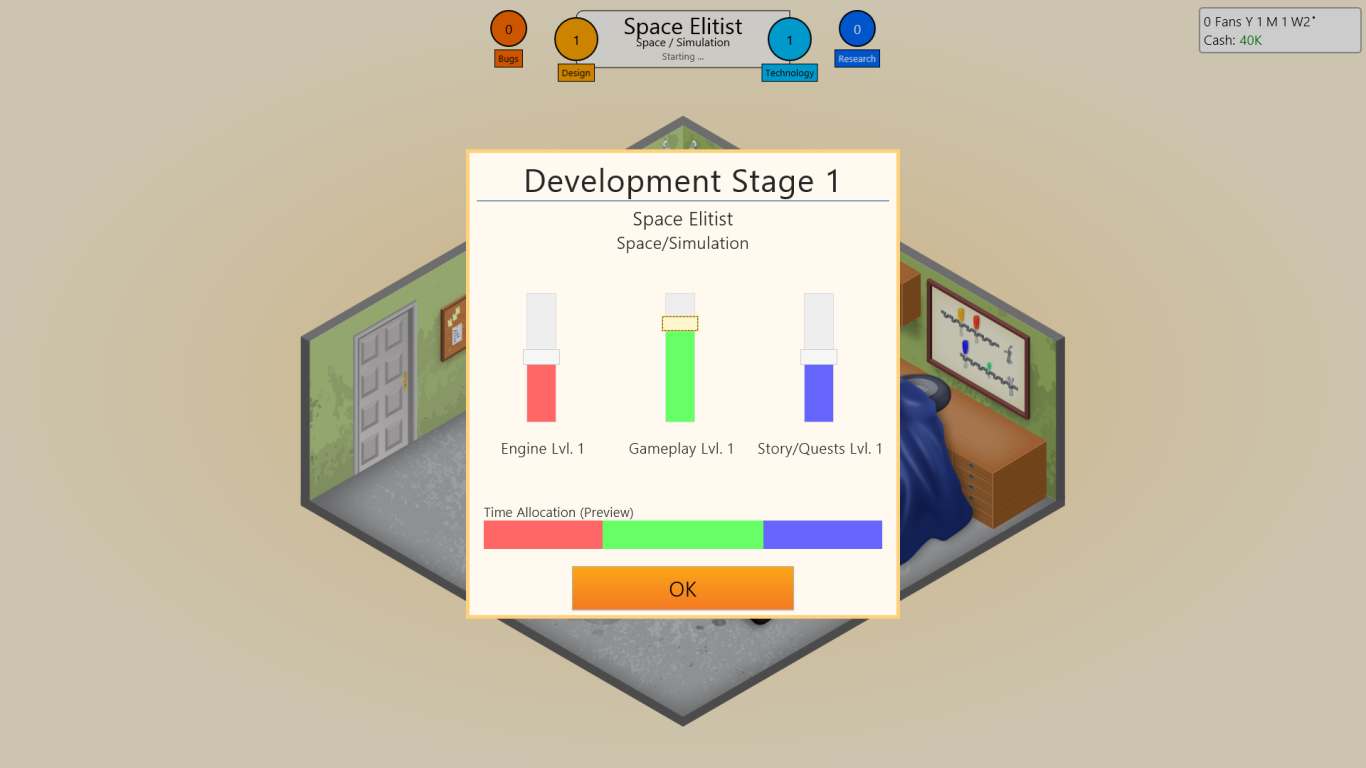 0
Bugs
1
Design
Space Elitist
Space / Simulation
Starting ...
1
Technology
0
Research
0 Fans Y 1 M 1 W2
Cash: 40K
Development Stage 1
Space Elitist
Space/Simulation
Engine Lvl. 1
Gameplay Lvl. 1
Story/Quests Lvl. 1
Time Allocation (Preview)
OK